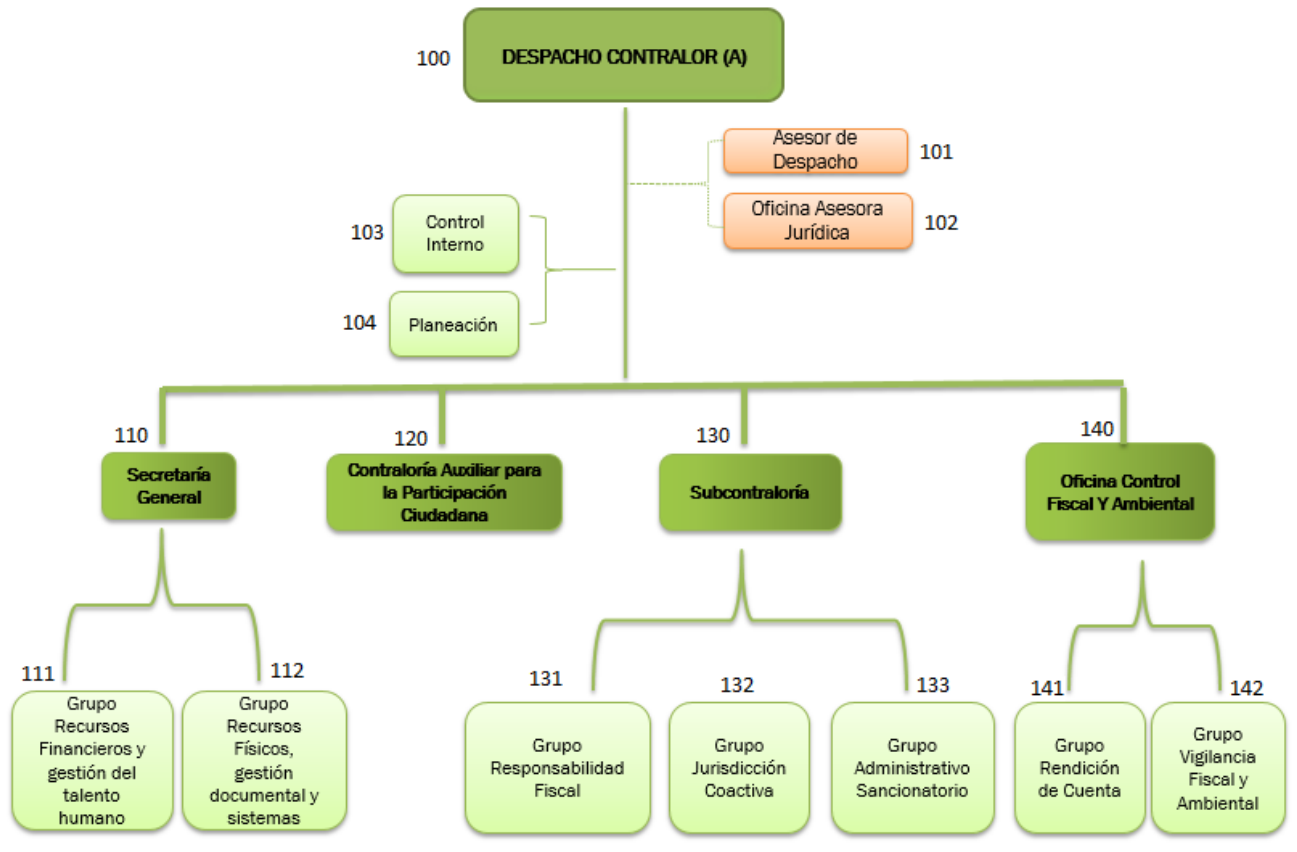 100
DESPACHO CONTRALOR (A)
Asesor de
Despacho
101
Oficina Asesora
Jurídica
102
103
Control
Interno
104
Planeación
110
Secretaría
General
120
Contraloría Auxiliar para
la Participación
Ciudadana
130
Subcontraloría
140
Oficina Control
Fiscal Y Ambiental
111
Grupo
Recursos
Financieros y
gestión del
talento
humano
112
Grupo
Recursos
Físicos,
gestión
documental y
sistemas
131
Grupo
Responsabilidad
Fiscal
132
Grupo
Jurisdicción
Coactiva
133
Grupo
Administrativo
Sancionatorio
141
Grupo
Rendición
de Cuenta
142
Grupo
Vigilancia
Fiscal y
Ambiental